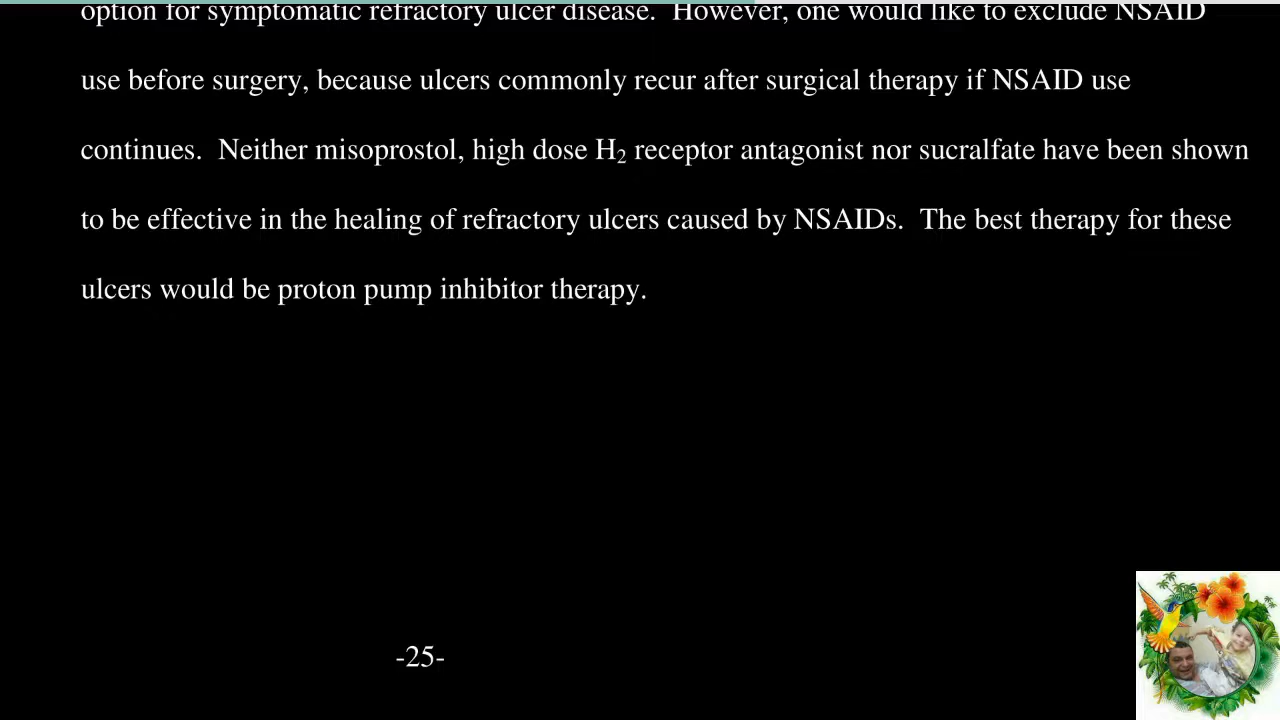 option for symptomatic refractory ulcer disease.  However, one would like to exclude NSAID
use before surgery, because ulcers commonly recur after surgical therapy if NSAID use
continues.  Neither misoprostol, high dose H₂ receptor antagonist nor sucralfate have been shown
to be effective in the healing of refractory ulcers caused by NSAIDs.  The best therapy for these
ulcers would be proton pump inhibitor therapy.
-25-